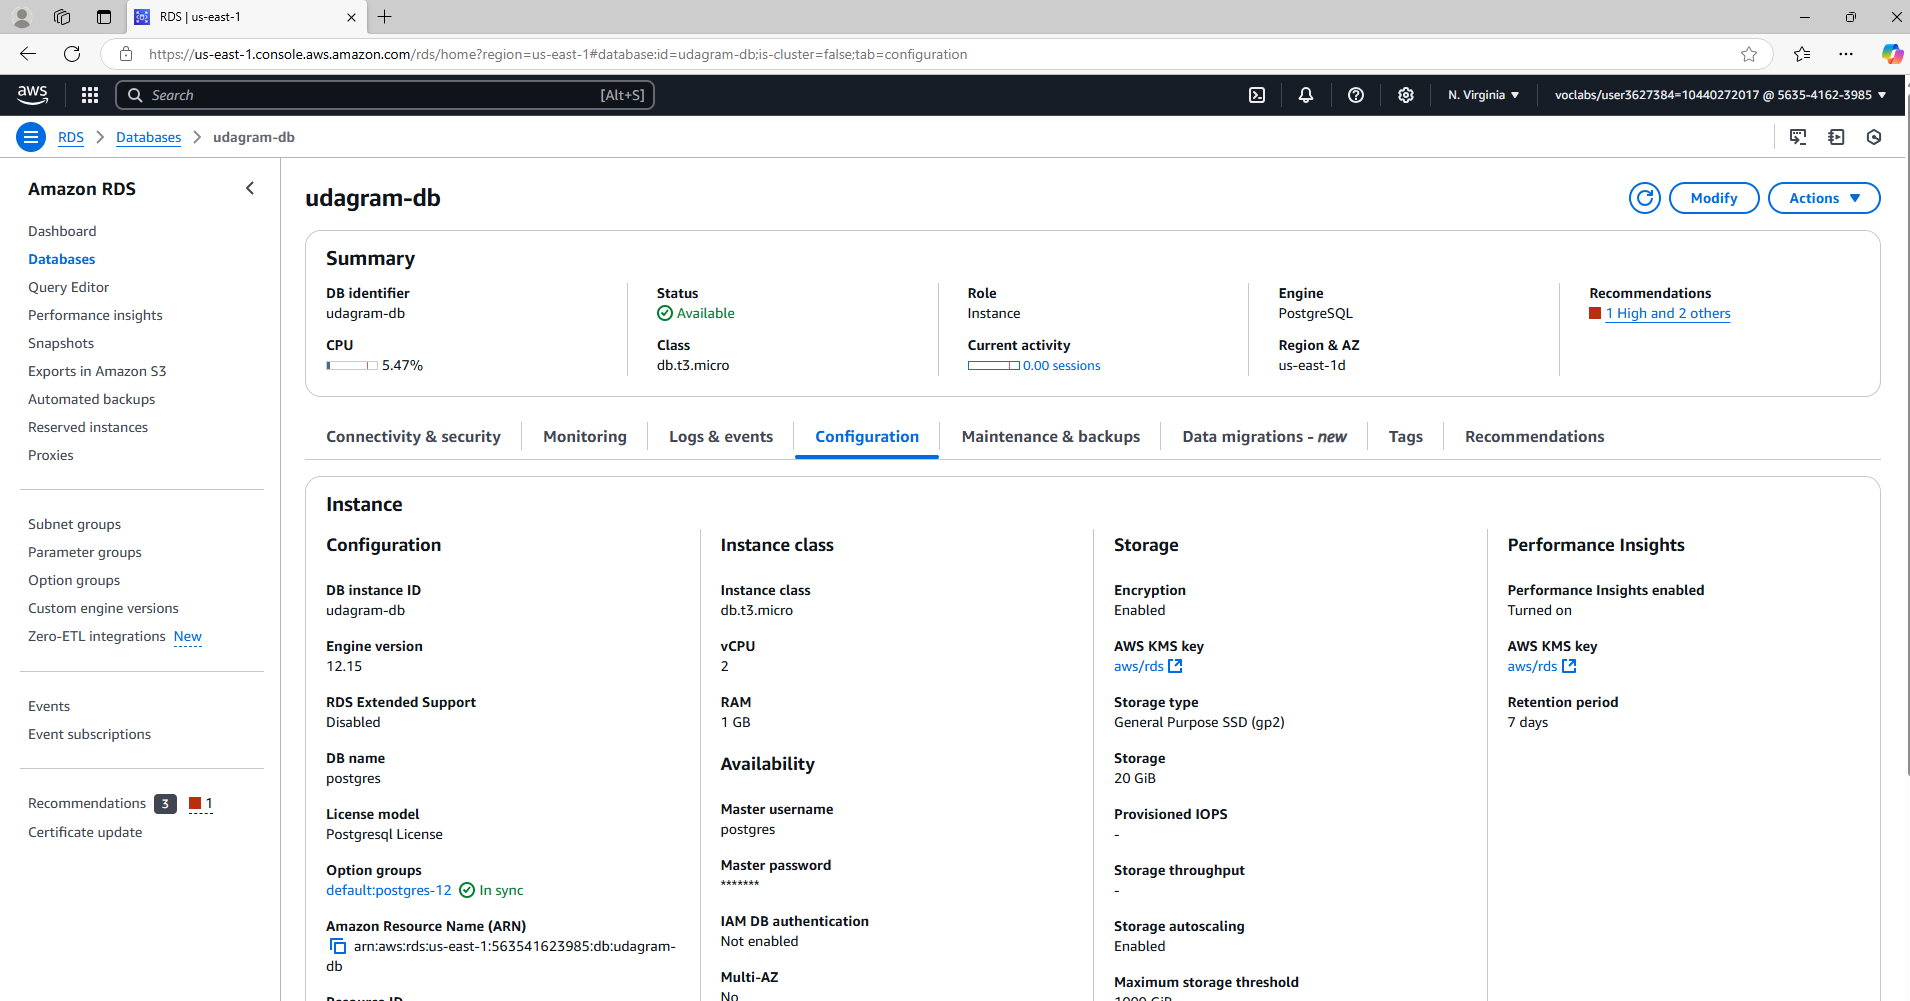 RDS | us-east-1
https://us-east-1.console.aws.amazon.com/rds/home?region=us-east-1#database:id=udagram-db;is-cluster=false;tab=configuration
aws
Search
[Alt+S]
N. Virginia
voclabs/user3627384=10440272017 @ 5635-4162-3985
RDS
Databases
udagram-db
Amazon RDS
Dashboard
Databases
Query Editor
Performance insights
Snapshots
Exports in Amazon S3
Automated backups
Reserved instances
Proxies
Subnet groups
Parameter groups
Option groups
Custom engine versions
Zero-ETL integrations New
Events
Event subscriptions
Recommendations 3 1
Certificate update
udagram-db
Modify
Actions
Summary
DB identifier
udagram-db
CPU
5.47%
Status
Available
Class
db.t3.micro
Role
Instance
Current activity
0.00 sessions
Engine
PostgreSQL
Region & AZ
us-east-1d
Recommendations
1 High and 2 others
Connectivity & security
Monitoring
Logs & events
Configuration
Maintenance & backups
Data migrations - new
Tags
Recommendations
Instance
Configuration
DB instance ID
udagram-db
Engine version
12.15
RDS Extended Support
Disabled
DB name
postgres
License model
Postgresql License
Option groups
default:postgres-12 In sync
Amazon Resource Name (ARN)
arn:aws:rds:us-east-1:563541623985:db:udagram-
db
Resource ID
Instance class
Instance class
db.t3.micro
vCPU
2
RAM
1 GB
Availability
Master username
postgres
Master password
*******
IAM DB authentication
Not enabled
Multi-AZ
No
Storage
Encryption
Enabled
AWS KMS key
aws/rds
Storage type
General Purpose SSD (gp2)
Storage
20 GiB
Provisioned IOPS
-
Storage throughput
-
Storage autoscaling
Enabled
Maximum storage threshold
1000 GiB
Performance Insights
Performance Insights enabled
Turned on
AWS KMS key
aws/rds
Retention period
7 days